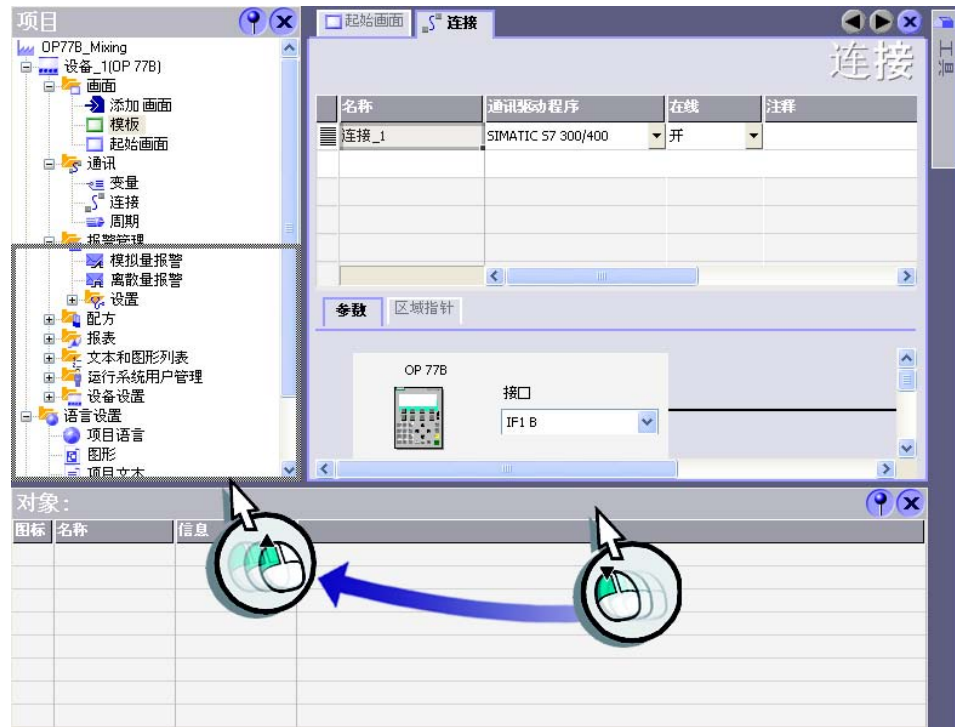 项目
OP77B_Mixing
设备_1(OP 77B)
画面
添加 画面
模板
起始画面
通讯
变量
连接
周期
报警管理
模拟量报警
离散量报警
设置
配方
报表
文本和图形列表
运行系统用户管理
设备设置
语言设置
项目语言
图形
项目文本
起始画面 连接
连接
名称 通讯驱动程序 在线 注释
连接_1 SIMATIC S7 300/400 开
参数 区域指针
OP 77B
接口
IF1 B
工具
对象:
图标 名称 信息